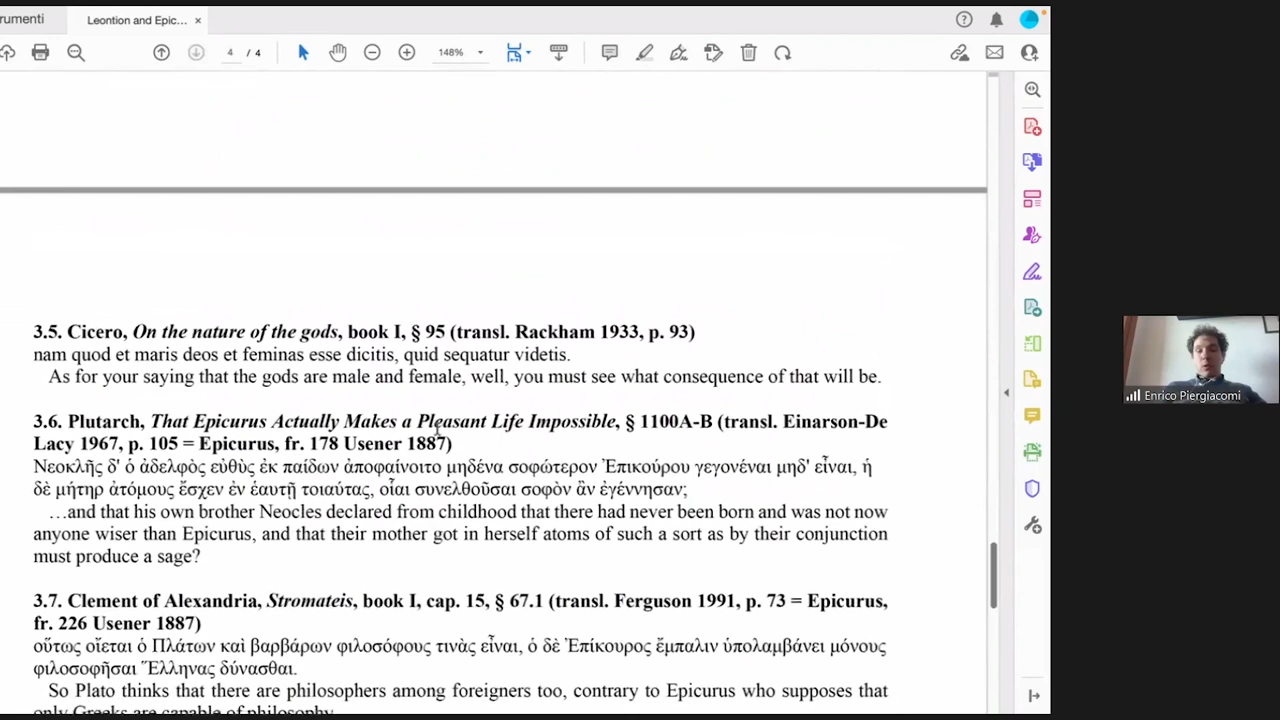 rumenti
Leontion and Epic... ×
4 / 4
148%
3.5. Cicero, On the nature of the gods, book I, § 95 (transl. Rackham 1933, p. 93)
nam quod et maris deos et feminas esse dicitis, quid sequatur videtis.
As for your saying that the gods are male and female, well, you must see what consequence of that will be.
3.6. Plutarch, That Epicurus Actually Makes a Pleasant Life Impossible, § 1100A-B (transl. Einarson-De
Lacy 1967, p. 105 = Epicurus, fr. 178 Usener 1887)
Νεοκλῆς δ' ὁ ἀδελφὸς εὐθὺς ἐκ παίδων ἀποφαίνοιτο μηδένα σοφώτερον Ἐπικούρου γεγονέναι μηδ' εἶναι, ἡ
δὲ μήτηρ ἀτόμους ἔσχεν ἐν ἑαυτῇ τοιαύτας, οἷαι συνελθοῦσαι σοφὸν ἂν ἐγέννησαν;
…and that his own brother Neocles declared from childhood that there had never been born and was not now
anyone wiser than Epicurus, and that their mother got in herself atoms of such a sort as by their conjunction
must produce a sage?
3.7. Clement of Alexandria, Stromateis, book I, cap. 15, § 67.1 (transl. Ferguson 1991, p. 73 = Epicurus,
fr. 226 Usener 1887)
οὕτως οἴεται ὁ Πλάτων καὶ βαρβάρων φιλοσόφους τινὰς εἶναι, ὁ δὲ Ἐπίκουρος ἔμπαλιν ὑπολαμβάνει μόνους
φιλοσοφῆσαι Ἕλληνας δύνασθαι.
So Plato thinks that there are philosophers among foreigners too, contrary to Epicurus who supposes that
only Greeks are capable of philosophy
Enrico Piergiacomi